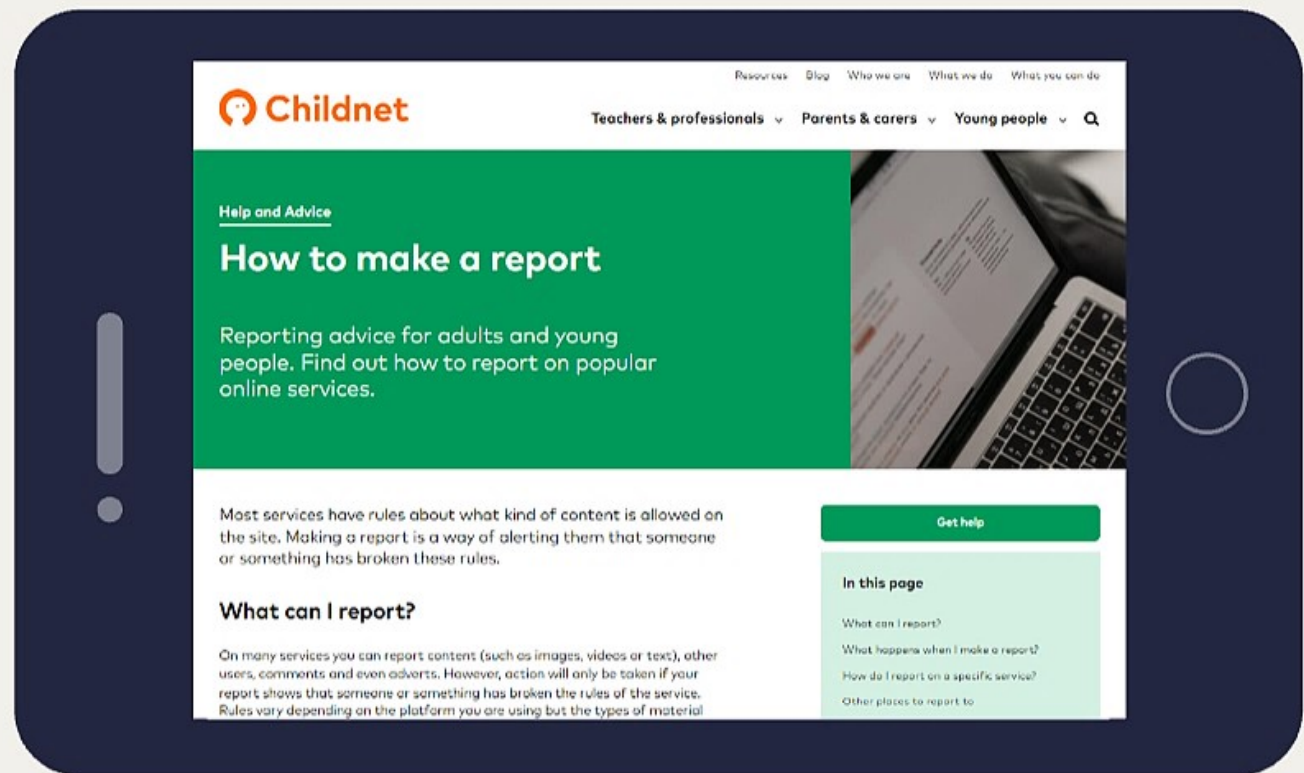 Resources Blog Who we are What we do What you can do
Childnet
Teachers & professionals Parents & carers Young people
Help and Advice
How to make a report
Reporting advice for adults and young
people. Find out how to report on popular
online services.
Most services have rules about what kind of content is allowed on
the site. Making a report is a way of alerting them that someone
or something has broken these rules.
What can I report?
On many services you can report content (such as images, videos or text), other
users, comments and even adverts. However, action will only be taken if your
report shows that someone or something has broken the rules of the service.
Rules vary depending on the platform you are using but the types of material
Get help
In this page
What can I report?
What happens when I make a report?
How do I report on a specific service?
Other places to report to